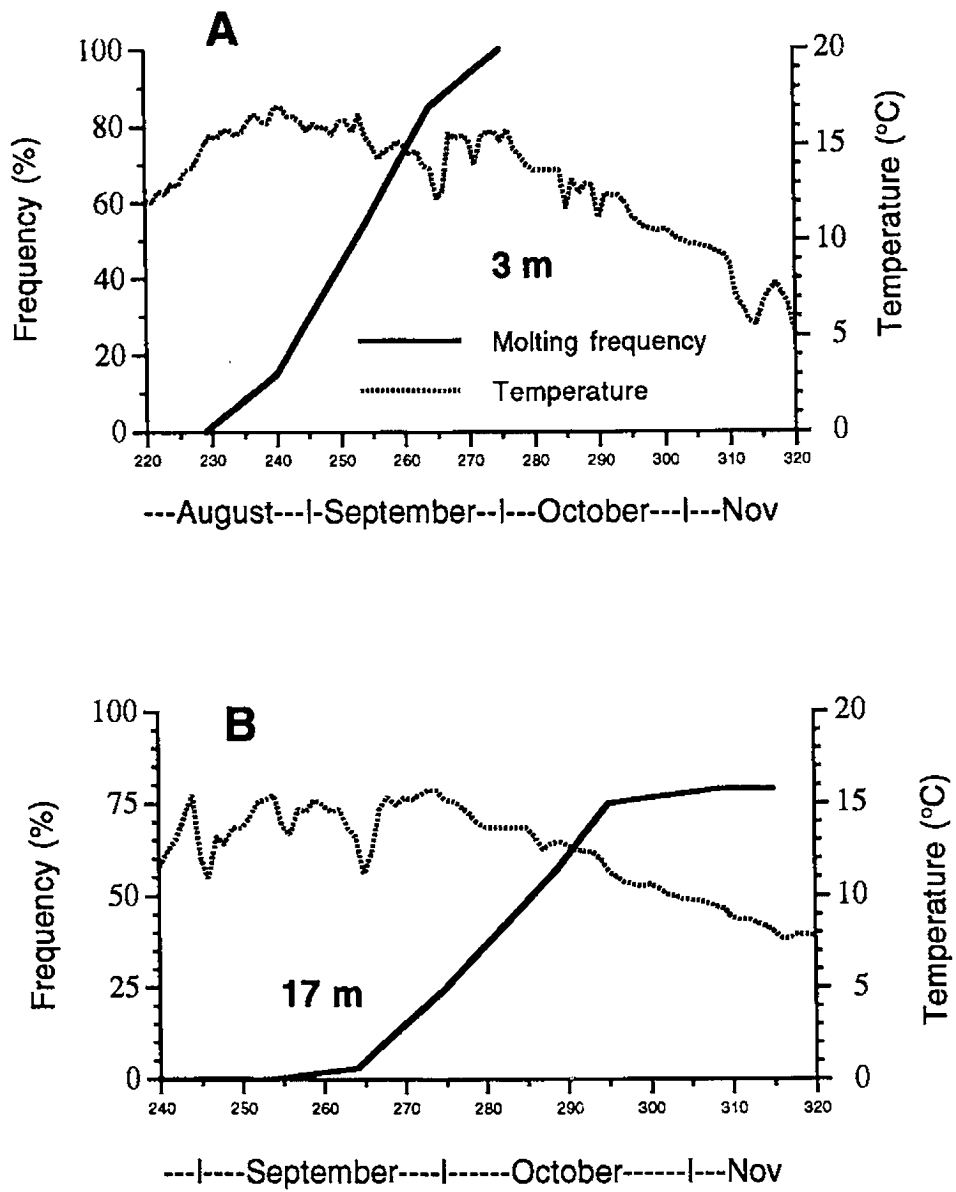 A
100
80
60
40
20
0
Frequency (%)
20
15
10
5
0
Temperature (ºC)
3 m
Molting frequency
Temperature
220 230 240 250 260 270 280 290 300 310 320
---August---|-September--|---October---|---Nov
B
100
75
50
25
0
Frequency (%)
20
15
10
5
0
Temperature (ºC)
17 m
240 250 260 270 280 290 300 310 320
---|----September----|------October------|---Nov